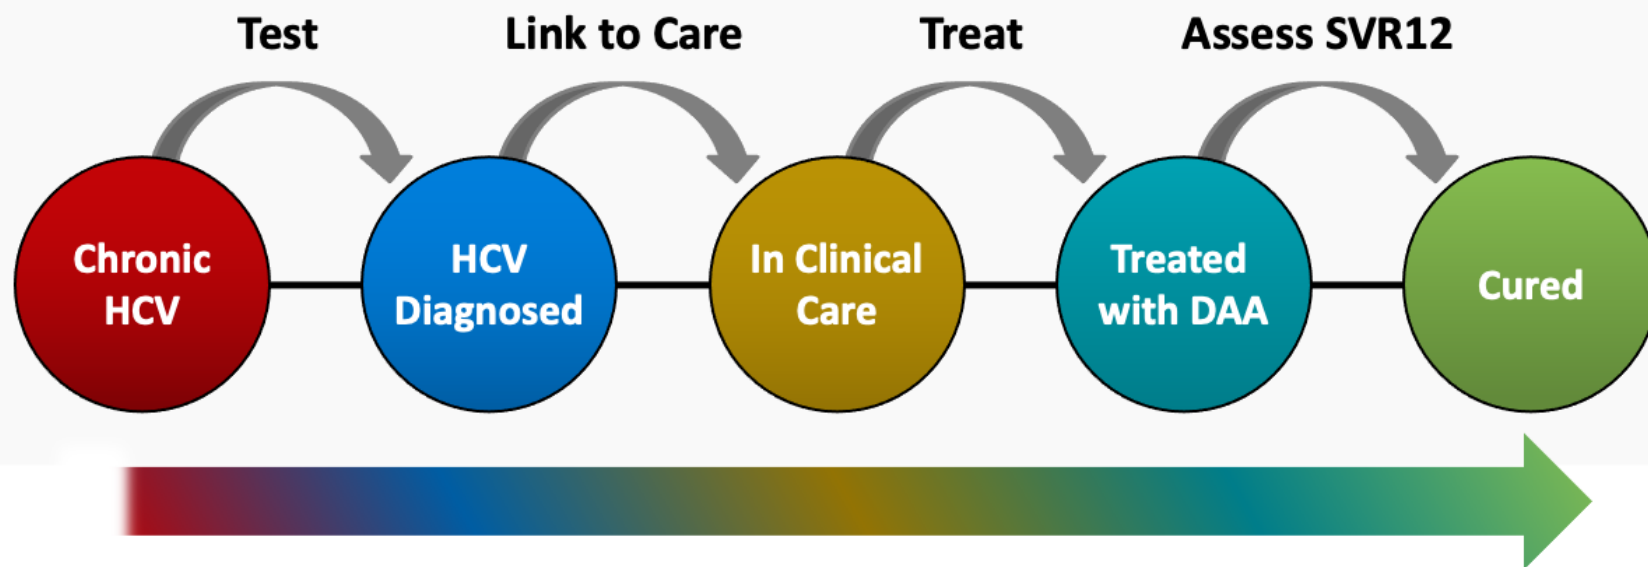 Test
Link to Care
Treat
Assess SVR12
Chronic
HCV
HCV
Diagnosed
In Clinical
Care
Treated
with DAA
Cured